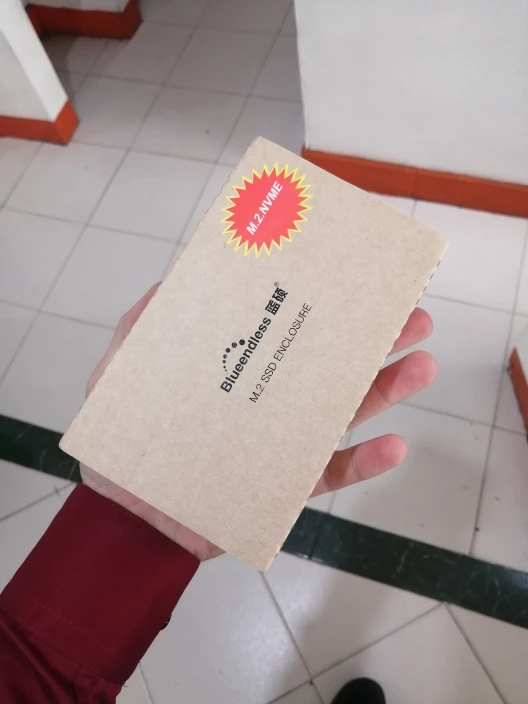 M.2.NVME
Blueendless 蓝硕®
M.2 SSD ENCLOSURE